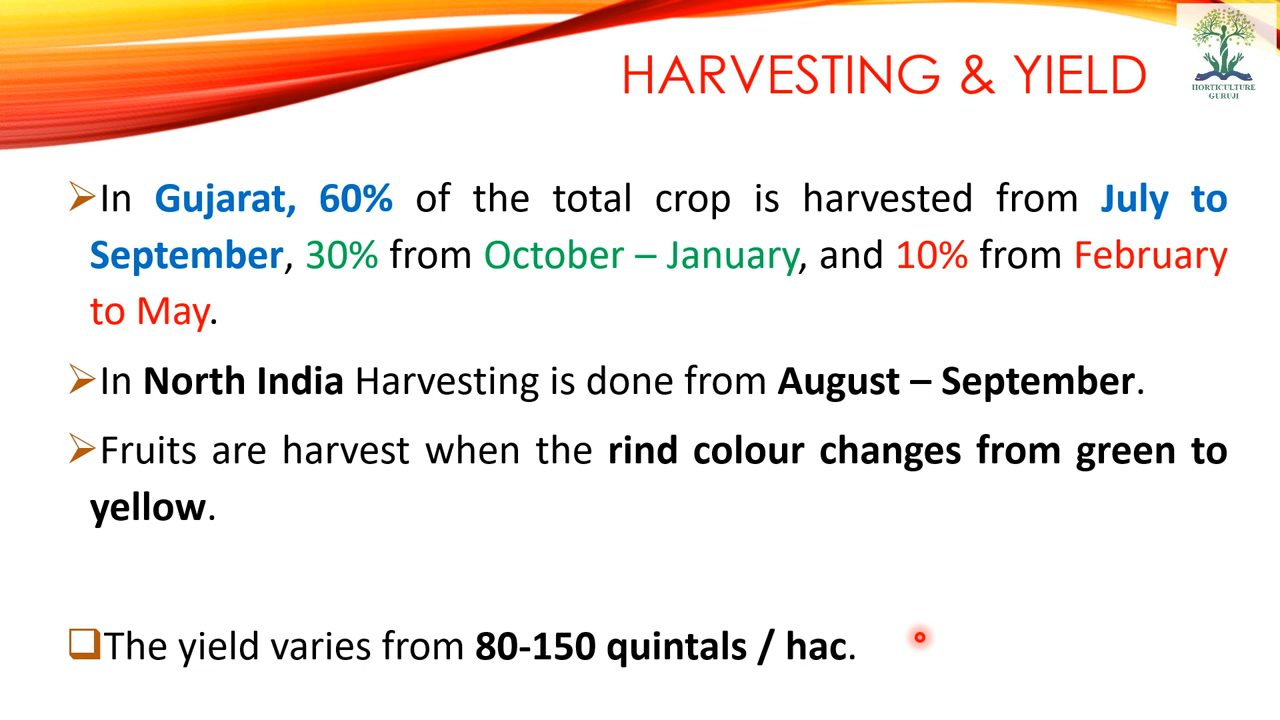 HARVESTING & YIELD
HORTICULTURE
GURUJI
➢In Gujarat, 60% of the total crop is harvested from July to
September, 30% from October – January, and 10% from February
to May.
➢In North India Harvesting is done from August – September.
➢Fruits are harvest when the rind colour changes from green to
yellow.
❑The yield varies from 80-150 quintals / hac.